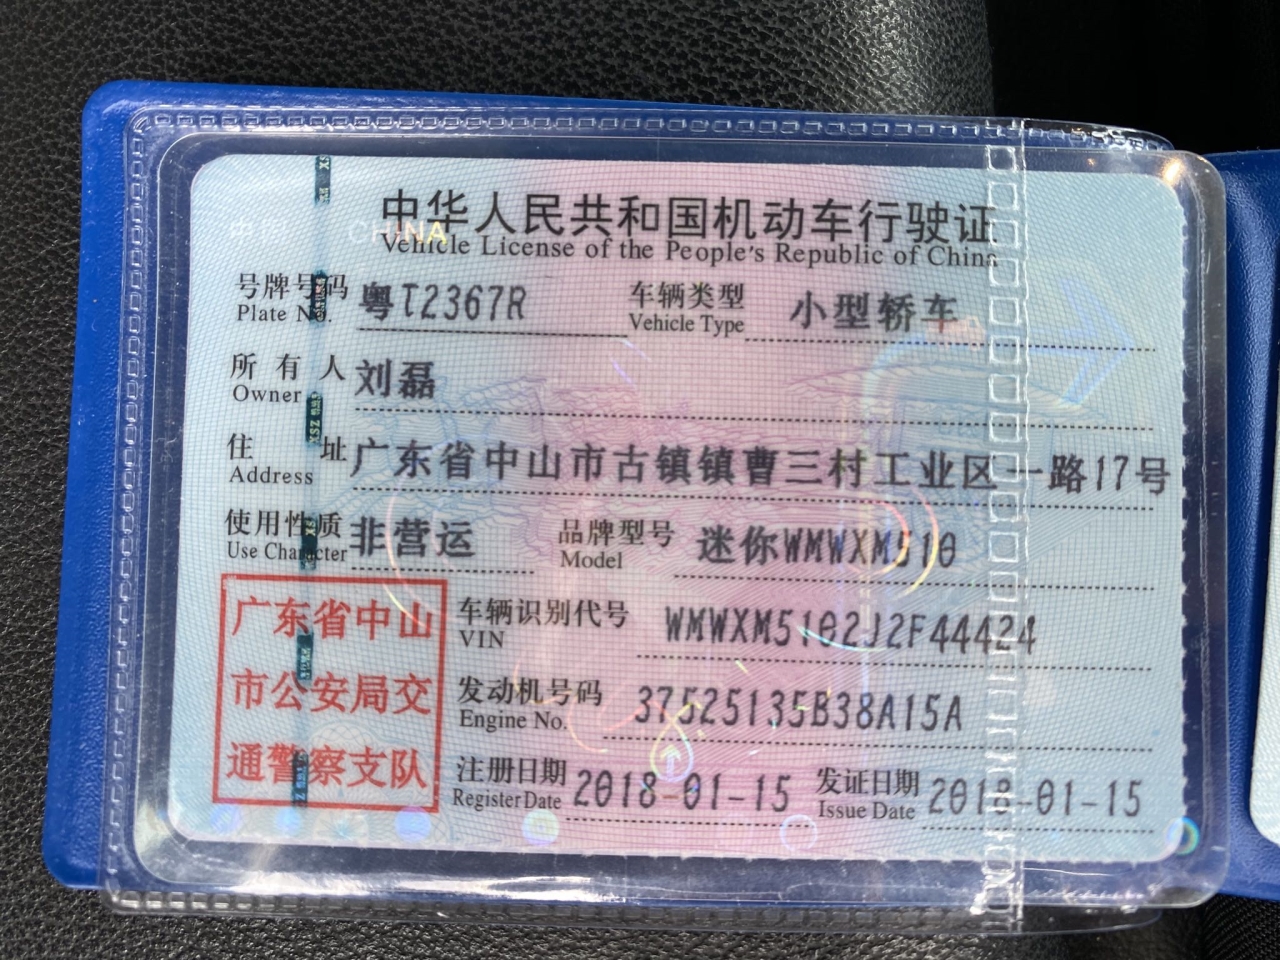 中华人民共和国机动车行驶证
Vehicle License of the People's Republic of China
号牌号码 粤T2367R 车辆类型 小型轿车
Plate No. Vehicle Type
所有人 刘磊
Owner
住址 广东省中山市古镇镇曹三村工业区一路17号
Address
使用性质 非营运 品牌型号 迷你WMWXM510
Use Character Model
车辆识别代号 WMWXM5102J2F44424
VIN
发动机号码 37525135B38A15A
Engine No.
注册日期 2018-01-15 发证日期 2018-01-15
Register Date Issue Date
广东省中山
市公安局交
通警察支队
CHINA